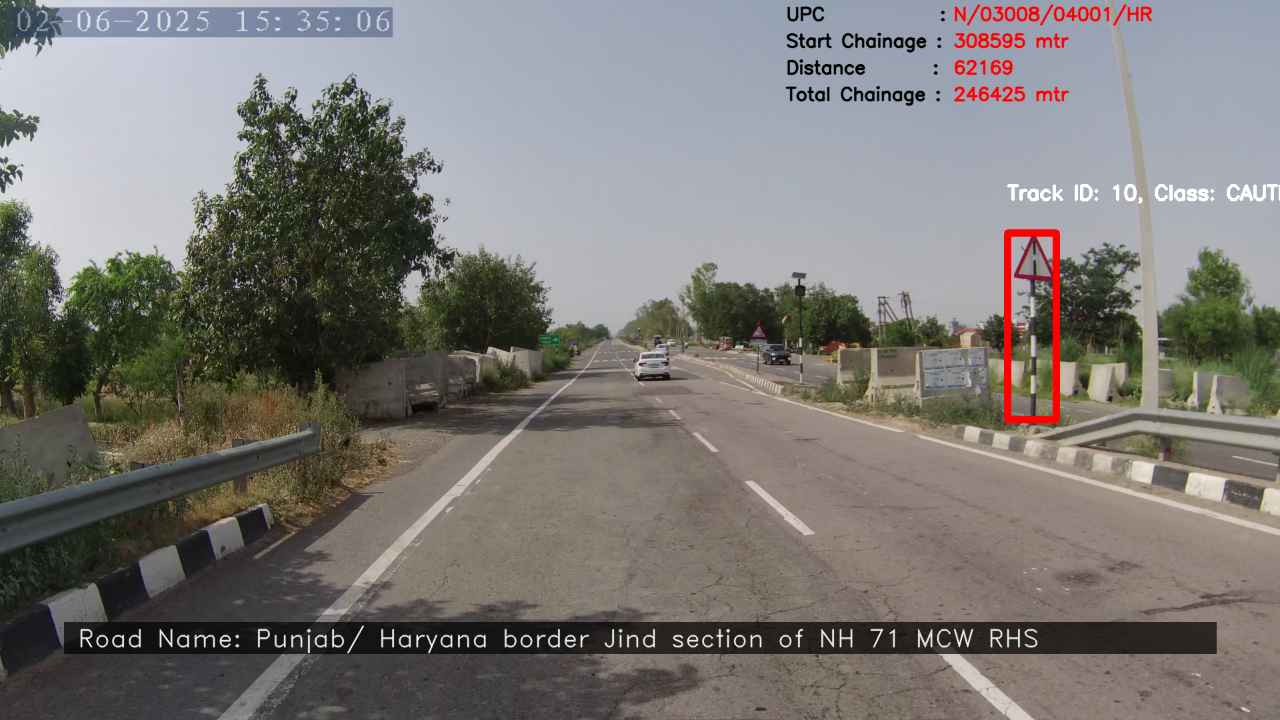 02-06-2025 15:35:06
UPC : N/03008/04001/HR
Start Chainage : 308595 mtr
Distance : 62169
Total Chainage : 246425 mtr
Track ID: 10, Class: CAUTI
Road Name: Punjab/ Haryana border Jind section of NH 71 MCW RHS